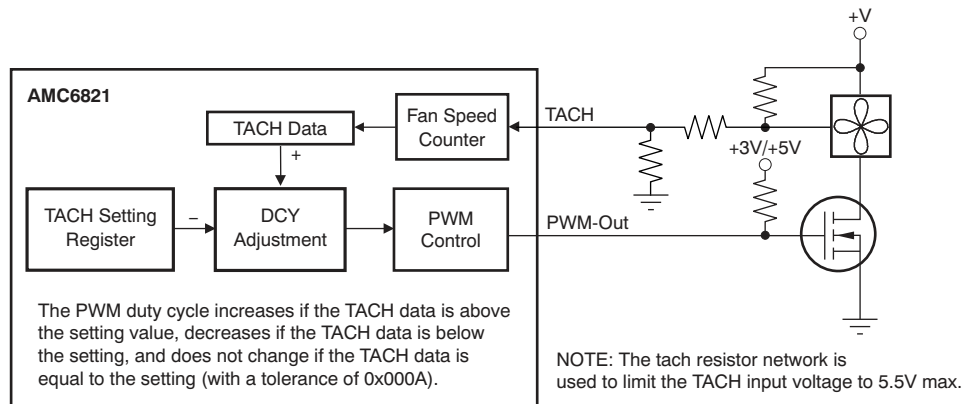 +V
AMC6821
TACH Data
Fan Speed
Counter
TACH
+
+3V/+5V
TACH Setting
Register
–
DCY
Adjustment
PWM
Control
PWM-Out
The PWM duty cycle increases if the TACH data is above
the setting value, decreases if the TACH data is below
the setting, and does not change if the TACH data is
equal to the setting (with a tolerance of 0x000A).
NOTE: The tach resistor network is
used to limit the TACH input voltage to 5.5V max.